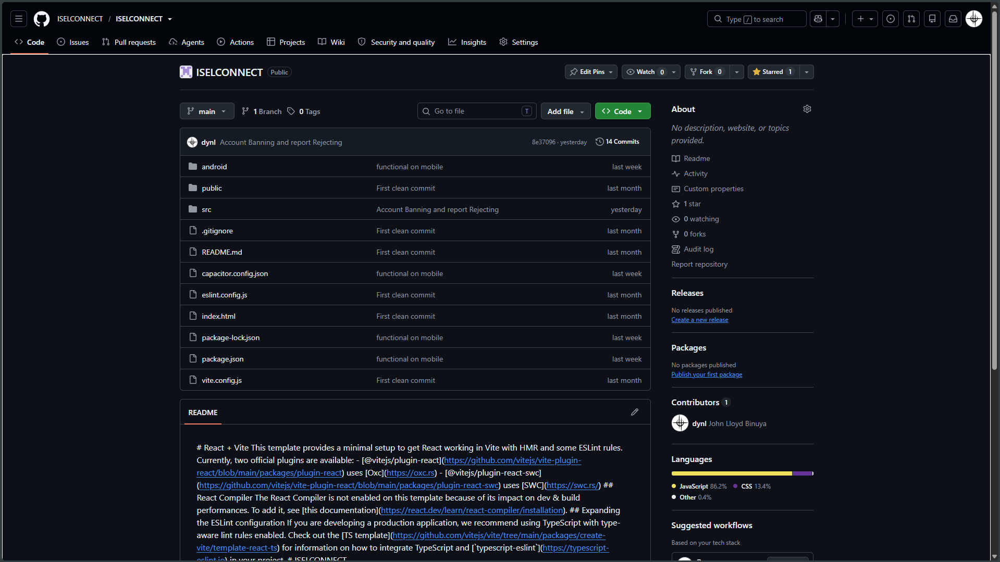 ISELCONNECT / ISELCONNECT
Type / to search
Code Issues Pull requests Agents Actions Projects Wiki Security and quality Insights Settings
ISELCONNECT Public
Edit Pins Watch 0 Fork 0 Starred 1
main 1 Branch 0 Tags
Go to file T Add file Code
dynl Account Banning and report Rejecting 8e37096 · yesterday 14 Commits
android functional on mobile last week
public First clean commit last month
src Account Banning and report Rejecting yesterday
.gitignore First clean commit last month
README.md First clean commit last month
capacitor.config.json functional on mobile last week
eslint.config.js First clean commit last month
index.html First clean commit last month
package-lock.json functional on mobile last week
package.json functional on mobile last week
vite.config.js First clean commit last month
README
# React + Vite This template provides a minimal setup to get React working in Vite with HMR and some ESLint rules.
Currently, two official plugins are available: - [@vitejs/plugin-react](https://github.com/vitejs/vite-plugin-
react/blob/main/packages/plugin-react) uses [Oxc](https://oxc.rs) - [@vitejs/plugin-react-swc]
(https://github.com/vitejs/vite-plugin-react/blob/main/packages/plugin-react-swc) uses [SWC](https://swc.rs/) ##
React Compiler The React Compiler is not enabled on this template because of its impact on dev & build
performances. To add it, see [this documentation](https://react.dev/learn/react-compiler/installation). ## Expanding
the ESLint configuration If you are developing a production application, we recommend using TypeScript with type-
aware lint rules enabled. Check out the [TS template](https://github.com/vitejs/vite/tree/main/packages/create-
vite/template-react-ts) for information on how to integrate TypeScript and [`typescript-eslint`](https://typescript-
eslint.io) in your project. # ISELCONNECT
About
No description, website, or topics
provided.
Readme
Activity
Custom properties
1 star
0 watching
0 forks
Audit log
Report repository
Releases
No releases published
Create a new release
Packages
No packages published
Publish your first package
Contributors 1
dynl John Lloyd Binuya
Languages
JavaScript 86.2% CSS 13.4%
Other 0.4%
Suggested workflows
Based on your tech stack